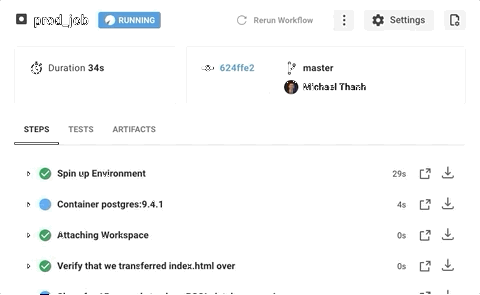 prod_job RUNNING Rerun Workflow Settings
Duration 34s 624ffe2 master
Michael Thanh
STEPS TESTS ARTIFACTS
Spin up Environment 29s
Container postgres:9.4.1 4s
Attaching Workspace 0s
Verify that we transferred index.html over 0s